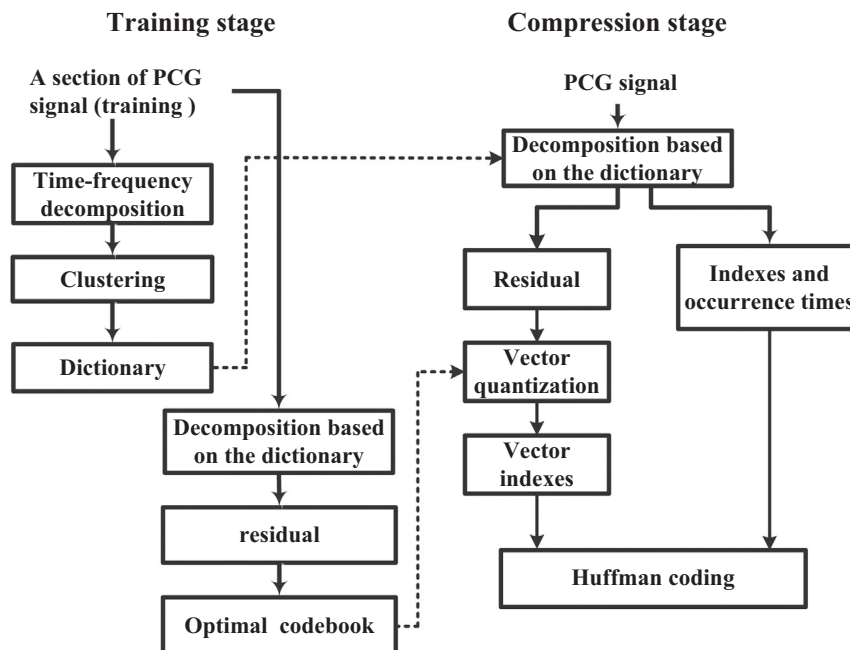 Training stage
A section of PCG
signal (training )
Time-frequency
decomposition
Clustering
Dictionary
Decomposition based
on the dictionary
residual
Optimal codebook
Compression stage
PCG signal
Decomposition based
on the dictionary
Residual
Indexes and
occurrence times
Vector
quantization
Vector
indexes
Huffman coding